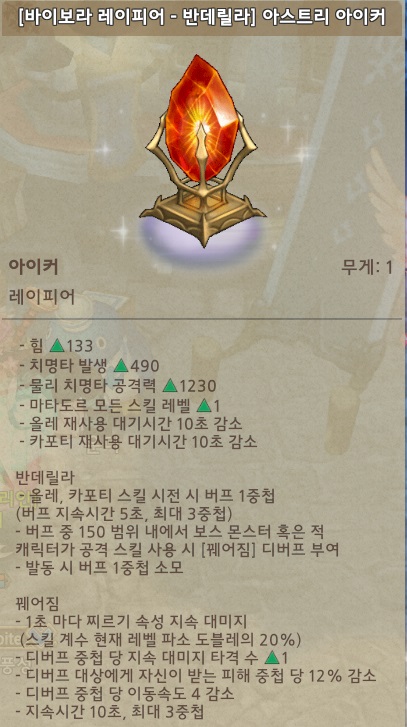 [바이보라 레이피어 - 반데릴라] 아스트리 아이커
아이커 무게: 1
레이피어
- 힘 ▲133
- 치명타 발생 ▲490
- 물리 치명타 공격력 ▲1230
- 마타도르 모든 스킬 레벨 ▲1
- 올레 재사용 대기시간 10초 감소
- 카포티 재사용 대기시간 10초 감소
반데릴라
- 올레, 카포티 스킬 시전 시 버프 1중첩
(버프 지속시간 5초, 최대 3중첩)
- 버프 중 150 범위 내에서 보스 몬스터 혹은 적
캐릭터가 공격 스킬 사용 시 [꿰어짐] 디버프 부여
- 발동 시 버프 1중첩 소모
꿰어짐
- 1초 마다 찌르기 속성 지속 대미지
(스킬 계수 현재 레벨 파소 도블레의 20%)
- 디버프 중첩 당 지속 대미지 타격 수 ▲1
- 디버프 대상에게 자신이 받는 피해 중첩 당 12% 감소
- 디버프 중첩 당 이동속도 4 감소
- 지속시간 10초, 최대 3중첩